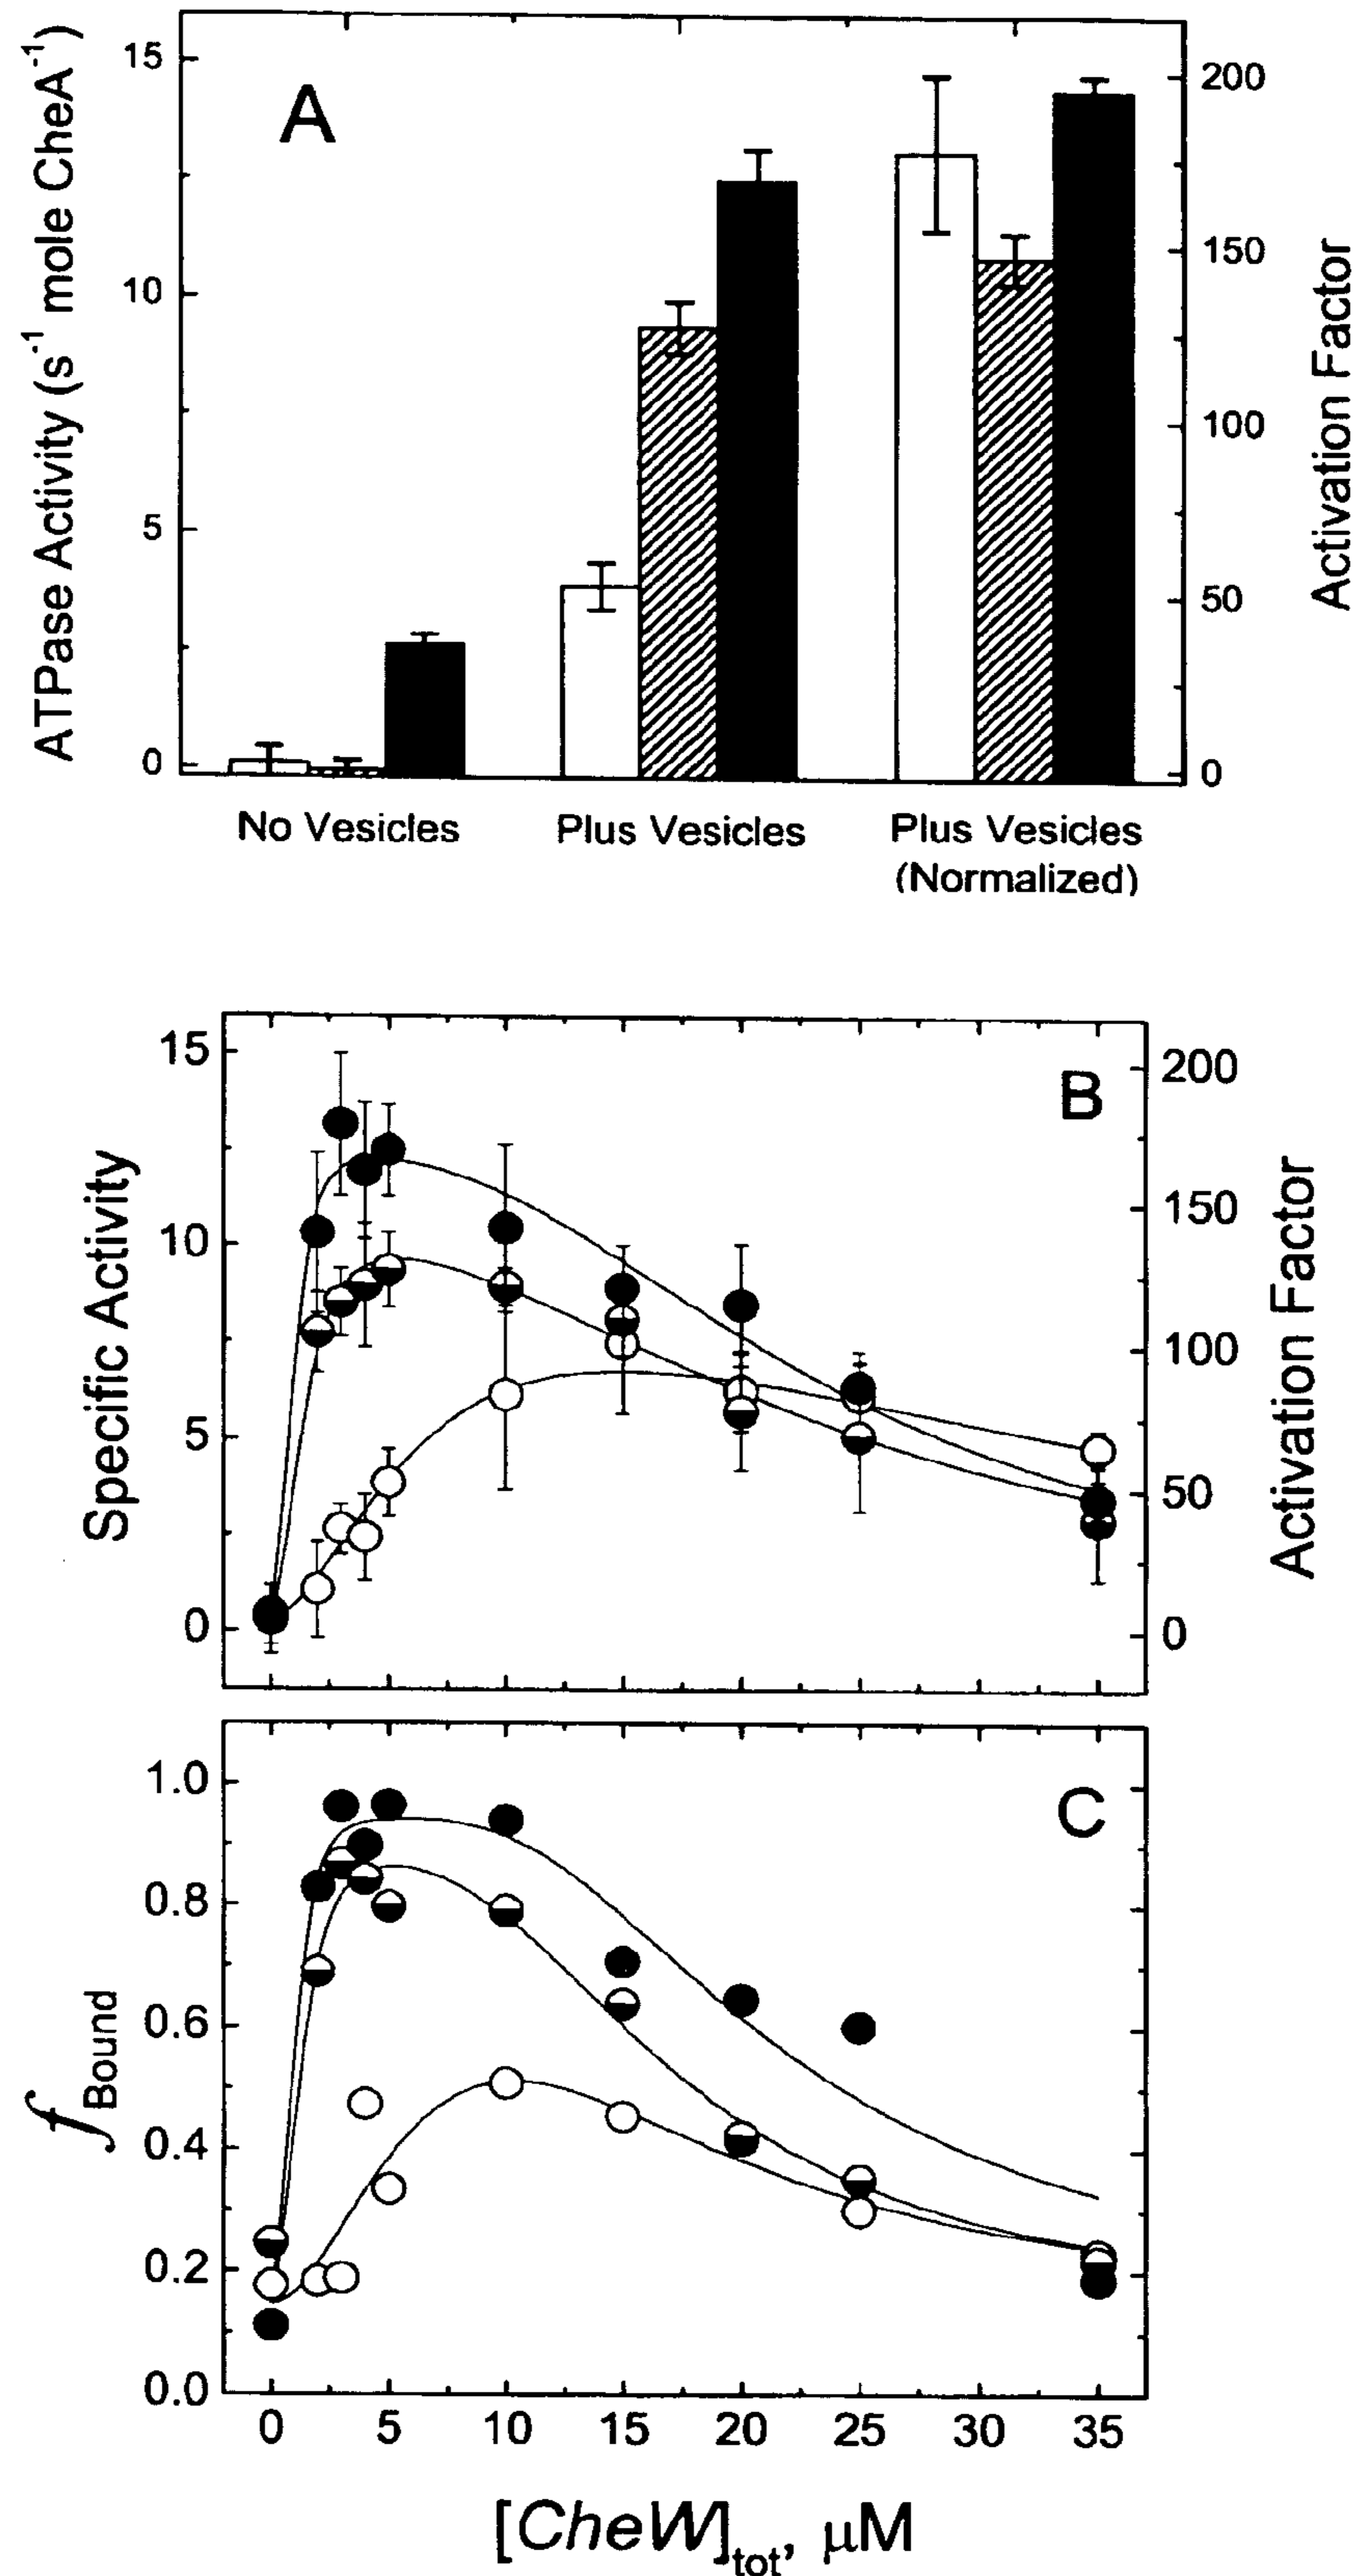 A
ATPase Activity (s⁻¹ mole CheA⁻¹)
15
10
5
0
200
150
100
50
0
Activation Factor
No Vesicles
Plus Vesicles
Plus Vesicles
(Normalized)
B
Specific Activity
15
10
5
0
200
150
100
50
0
Activation Factor
C
fBound
1.0
0.8
0.6
0.4
0.2
0.0
0 5 10 15 20 25 30 35
[CheW]tot, μM